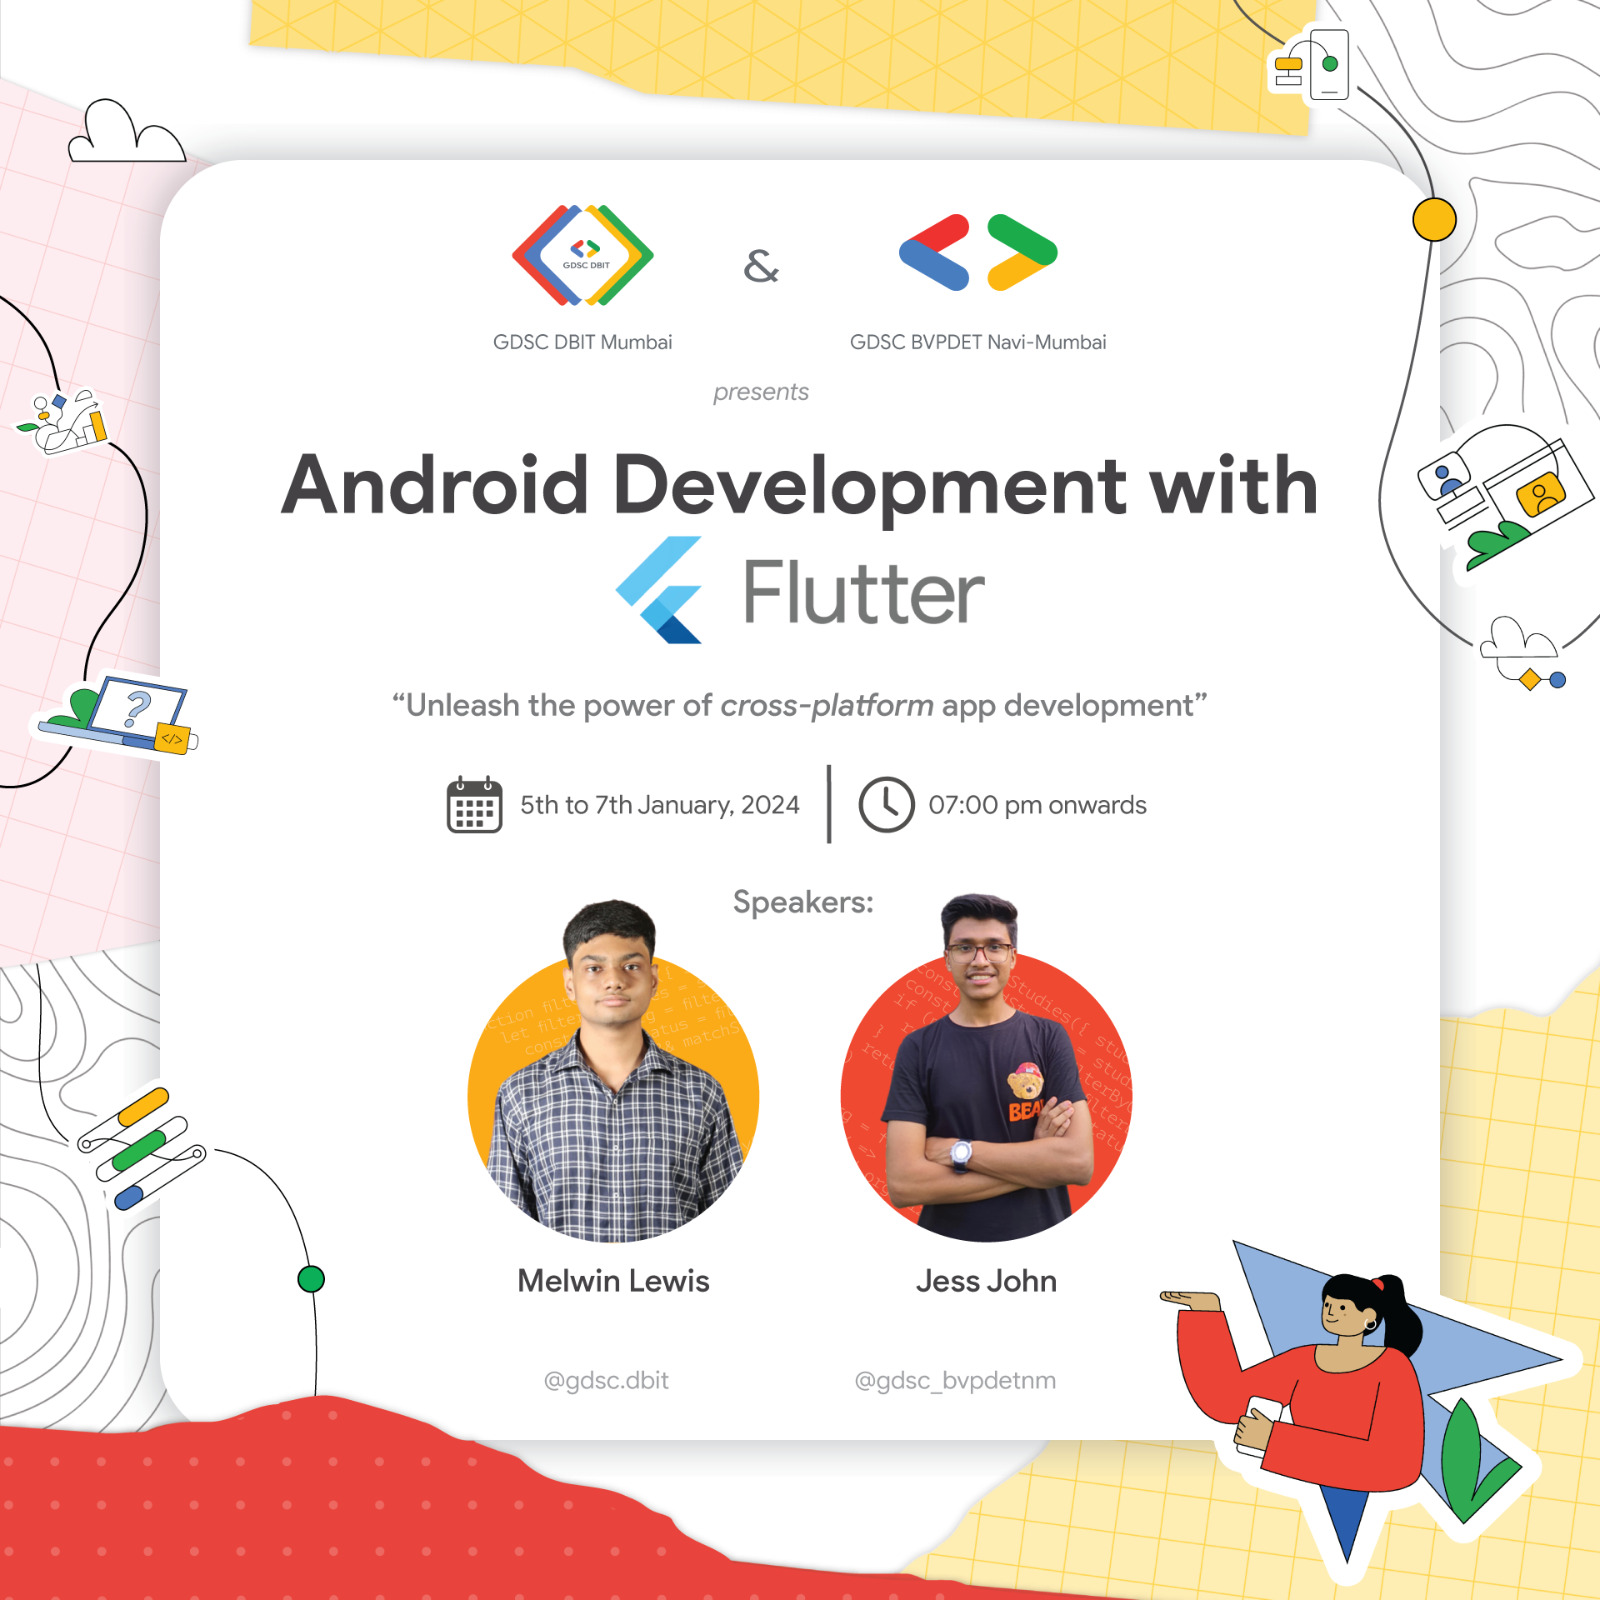 GDSC DBIT
&
GDSC DBIT Mumbai
GDSC BVPDET Navi-Mumbai
presents
Android Development with
Flutter
“Unleash the power of cross-platform app development”
5th to 7th January, 2024
07:00 pm onwards
Speakers:
Melwin Lewis
Jess John
@gdsc.dbit
@gdsc_bvpdetnm
?
</>